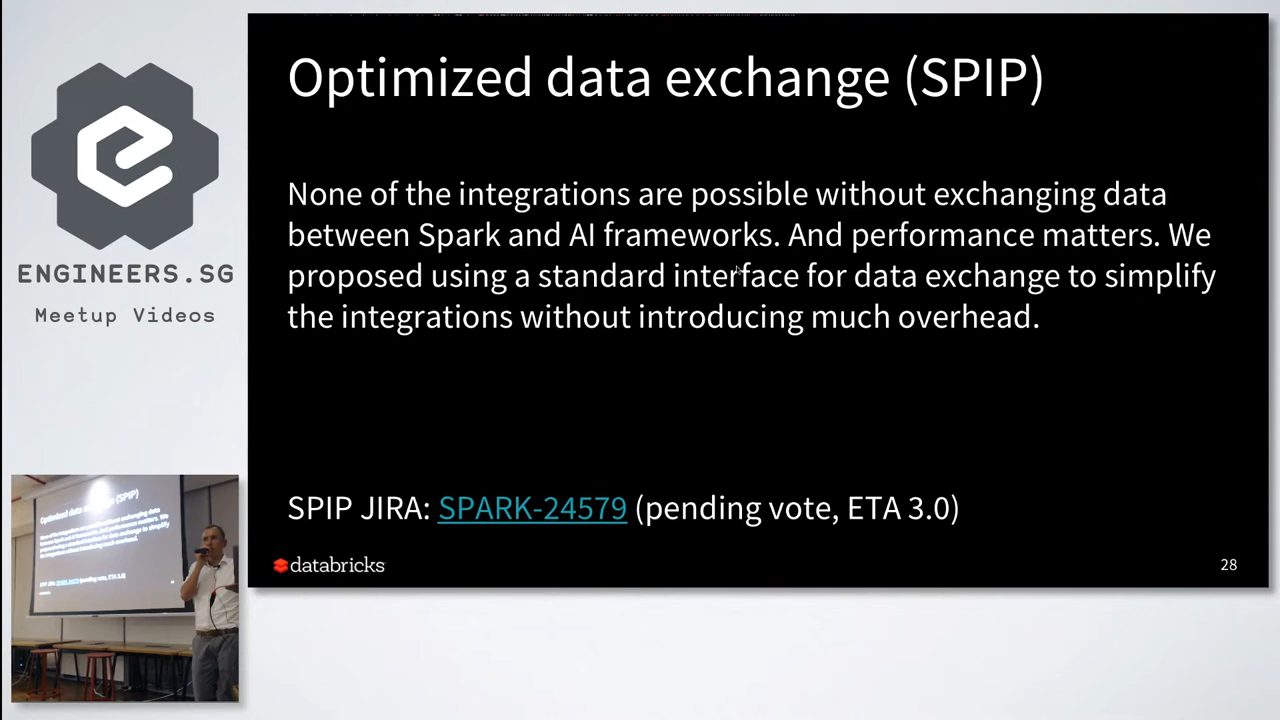 ENGINEERS.SG
Meetup Videos
Optimized data exchange (SPIP)
None of the integrations are possible without exchanging data
between Spark and AI frameworks. And performance matters. We
proposed using a standard interface for data exchange to simplify
the integrations without introducing much overhead.
SPIP JIRA: SPARK-24579 (pending vote, ETA 3.0)
databricks
28